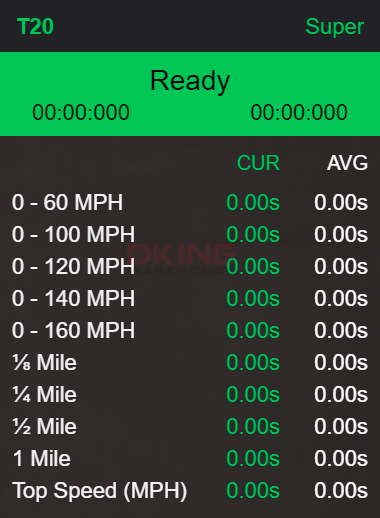 T20 Super
Ready
00:00:000 00:00:000
CUR AVG
0 - 60 MPH 0.00s 0.00s
0 - 100 MPH 0.00s 0.00s
0 - 120 MPH 0.00s 0.00s
0 - 140 MPH 0.00s 0.00s
0 - 160 MPH 0.00s 0.00s
⅛ Mile 0.00s 0.00s
¼ Mile 0.00s 0.00s
½ Mile 0.00s 0.00s
1 Mile 0.00s 0.00s
Top Speed (MPH) 0.00s 0.00s